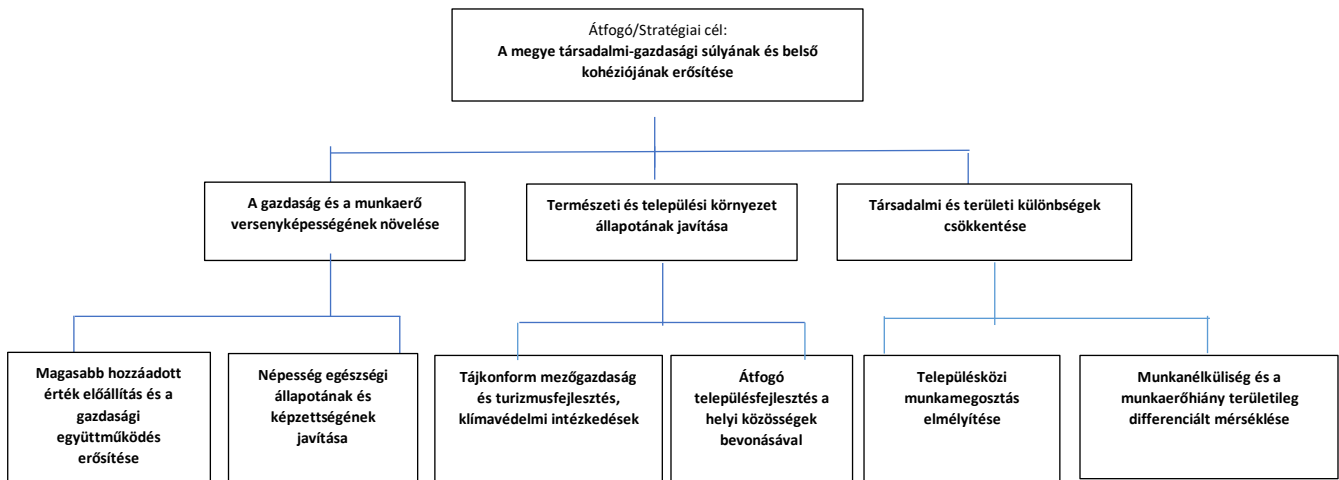 Átfogó/Stratégiai cél:
A megye társadalmi-gazdasági súlyának és belső
kohéziójának erősítése
A gazdaság és a munkaerő
versenyképességének növelése
Természeti és települési környezet
állapotának javítása
Társadalmi és területi különbségek
csökkentése
Magasabb hozzáadott
érték előállítás és a
gazdasági
együttműködés
erősítése
Népesség egészségi
állapotának és
képzettségének
javítása
Tájkonform mezőgazdaság
és turizmusfejlesztés,
klímavédelmi intézkedések
Átfogó
településfejlesztés a
helyi közösségek
bevonásával
Településközi
munkamegosztás
elmélyítése
Munkanélküliség és a
munkaerőhiány területileg
differenciált mérséklése